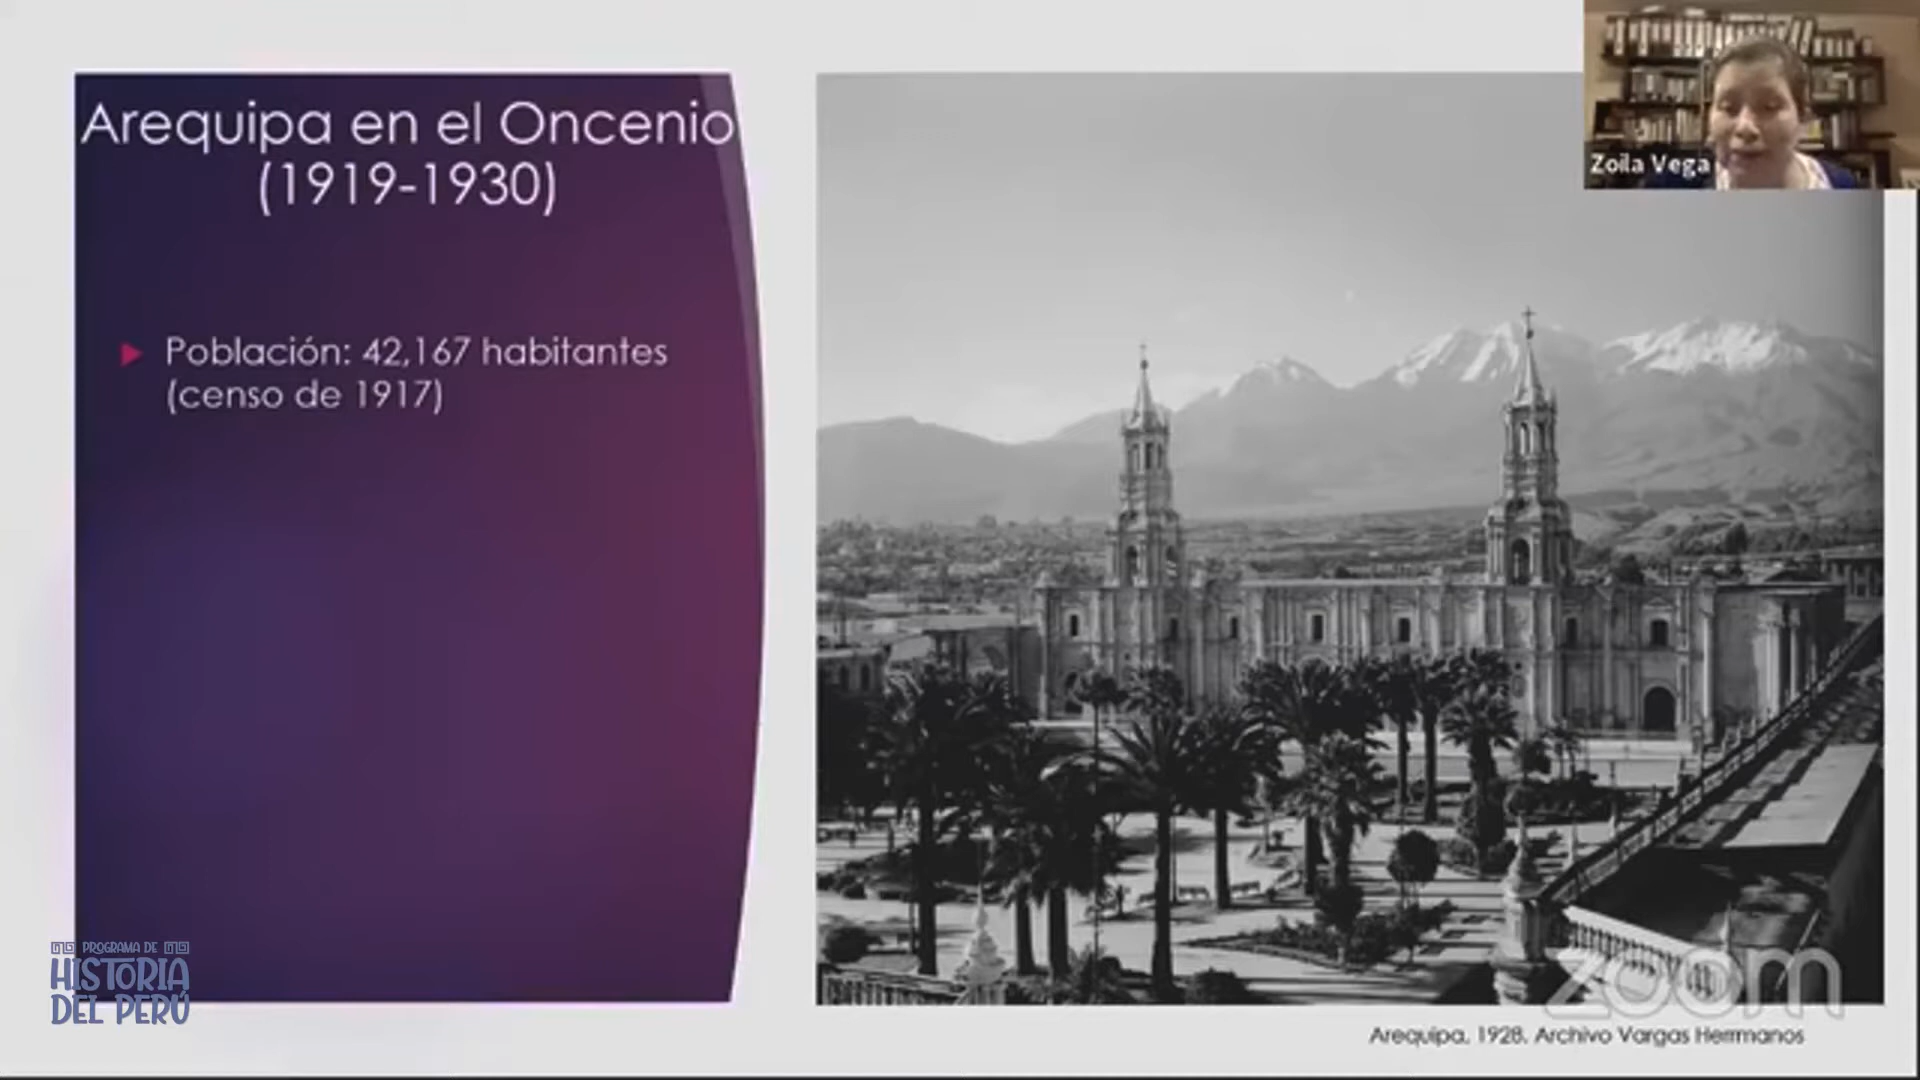 Arequipa en el Oncenio
(1919-1930)
Población: 42,167 habitantes
(censo de 1917)
Zoila Vega
PROGRAMA DE
HISTORIA
DEL PERÚ
zoom
Arequipa, 1928. Archivo Vargas Herrmanos